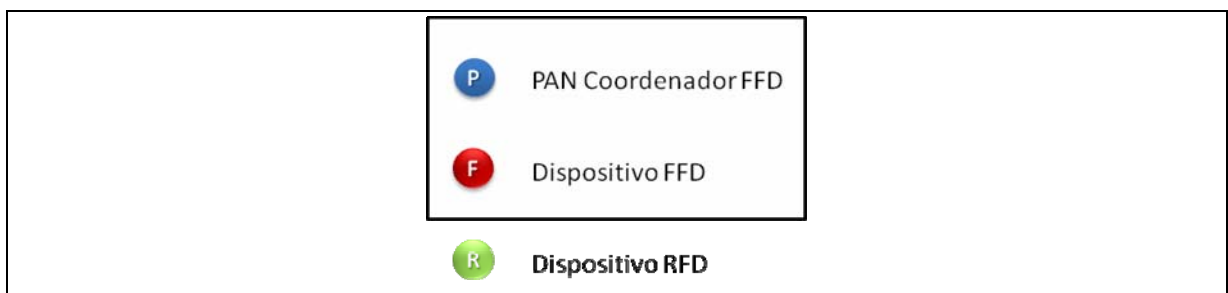 P PAN Coordenador FFD
F Dispositivo FFD
R Dispositivo RFD